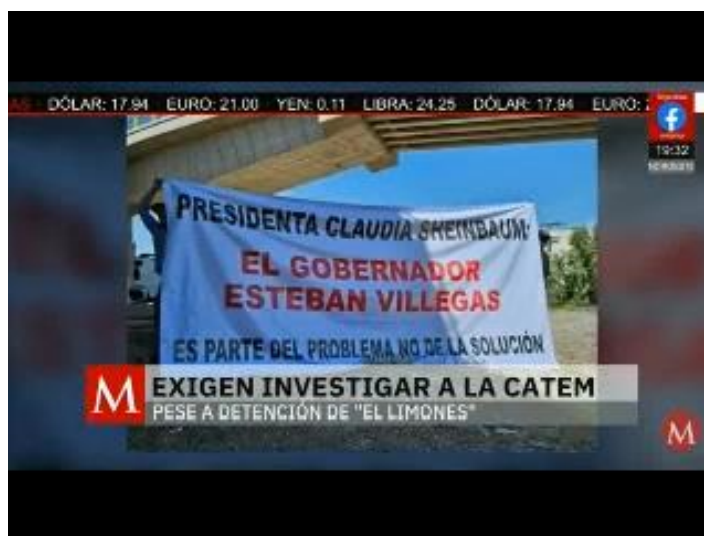 DÓLAR: 17.94 EURO: 21.00 YEN: 0.11 LIBRA: 24.25 DÓLAR: 17.94 EURO:
19:32
PRESIDENTA CLAUDIA SHEINBAUM:
EL GOBERNADOR
ESTEBAN VILLEGAS
ES PARTE DEL PROBLEMA NO DE LA SOLUCIÓN
M EXIGEN INVESTIGAR A LA CATEM
PESE A DETENCIÓN DE "EL LIMONES"
M